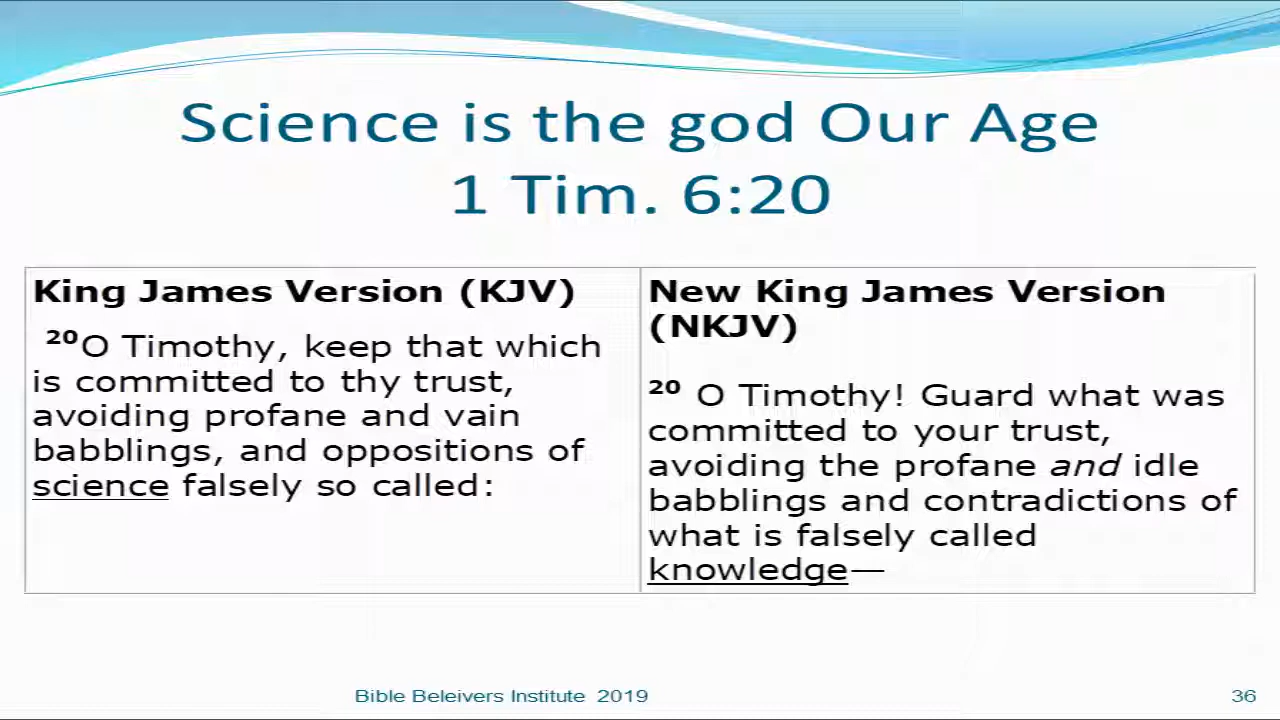 Science is the god Our Age
1 Tim. 6:20
King James Version (KJV)
²⁰O Timothy, keep that which
is committed to thy trust,
avoiding profane and vain
babblings, and oppositions of
science falsely so called:
New King James Version
(NKJV)
²⁰ O Timothy! Guard what was
committed to your trust,
avoiding the profane and idle
babblings and contradictions of
what is falsely called
knowledge—
Bible Beleivers Institute 2019
36